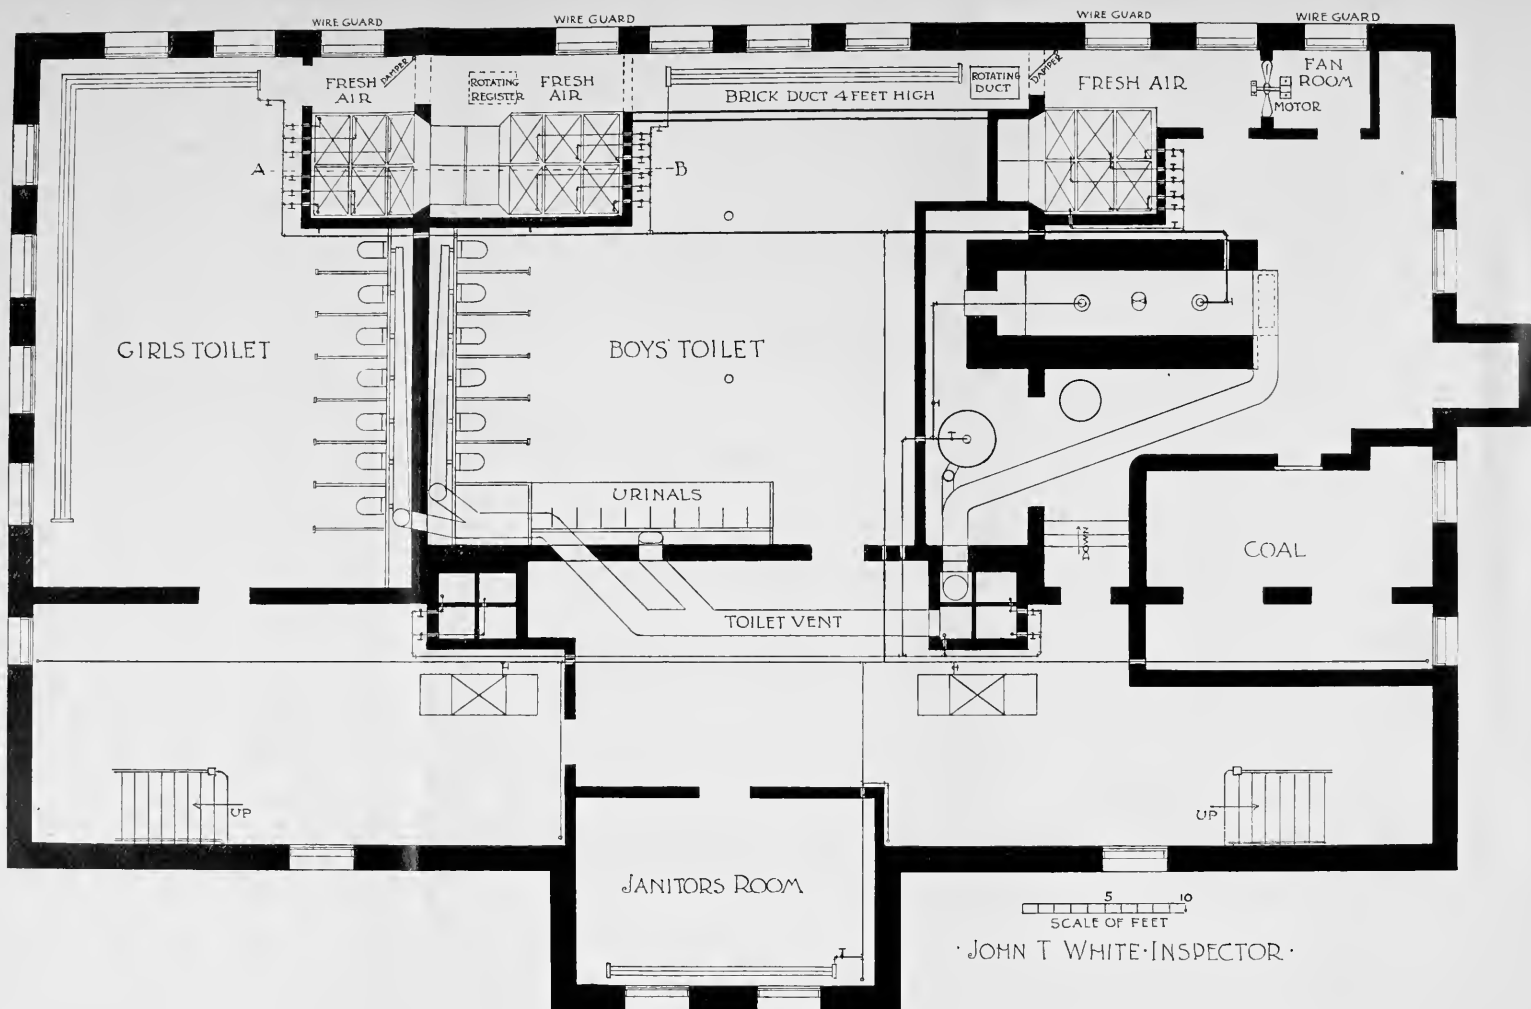 WIRE GUARD
WIRE GUARD
WIRE GUARD
WIRE GUARD
FRESH
AIR
DAMPER
ROTATING
REGISTER
FRESH
AIR
BRICK DUCT 4 FEET HIGH
ROTATING
DUCT
DAMPER
FRESH AIR
FAN
ROOM
MOTOR
A
B
GIRLS TOILET
BOYS' TOILET
URINALS
DOWN
COAL
TOILET VENT
UP
UP
JANITORS ROOM
5 10
SCALE OF FEET
· JOHN T WHITE · INSPECTOR ·